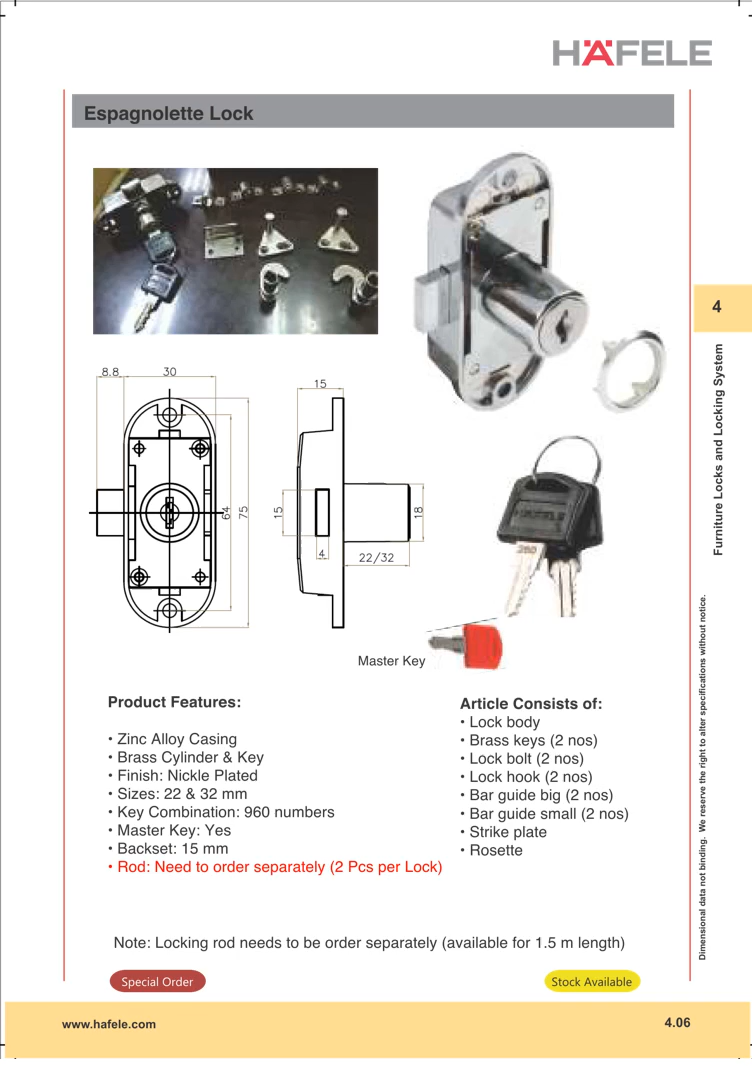 HÄFELE
Espagnolette Lock
8.8
30
15
64
75
15
4
22/32
18
HÄFELE
260
Master Key
Product Features:
• Zinc Alloy Casing
• Brass Cylinder & Key
• Finish: Nickle Plated
• Sizes: 22 & 32 mm
• Key Combination: 960 numbers
• Master Key: Yes
• Backset: 15 mm
• Rod: Need to order separately (2 Pcs per Lock)
Article Consists of:
• Lock body
• Brass keys (2 nos)
• Lock bolt (2 nos)
• Lock hook (2 nos)
• Bar guide big (2 nos)
• Bar guide small (2 nos)
• Strike plate
• Rosette
Note: Locking rod needs to be order separately (available for 1.5 m length)
Special Order
Stock Available
4
Furniture Locks and Locking System
Dimensional data not binding. We reserve the right to alter specifications without notice.
www.hafele.com
4.06